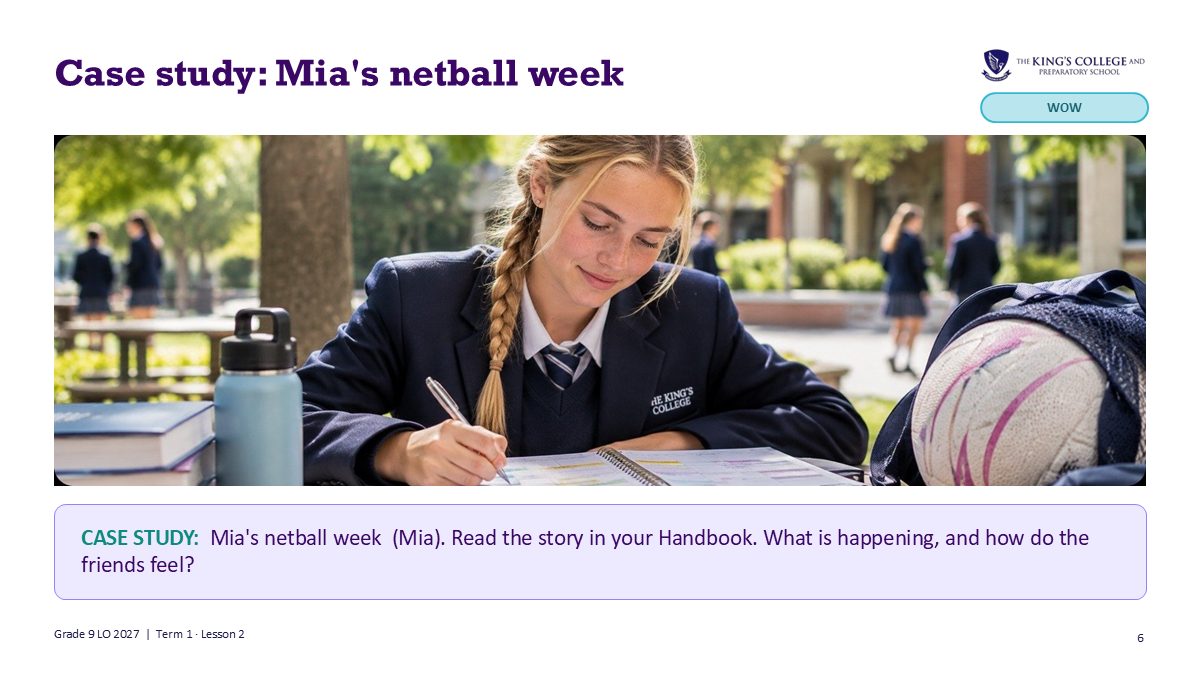 Case study: Mia's netball week
THE KING'S COLLEGE AND
PREPARATORY SCHOOL
WOW
HE KING'S
COLLEGE
CASE STUDY: Mia's netball week (Mia). Read the story in your Handbook. What is happening, and how do the
friends feel?
Grade 9 LO 2027 | Term 1 · Lesson 2
6